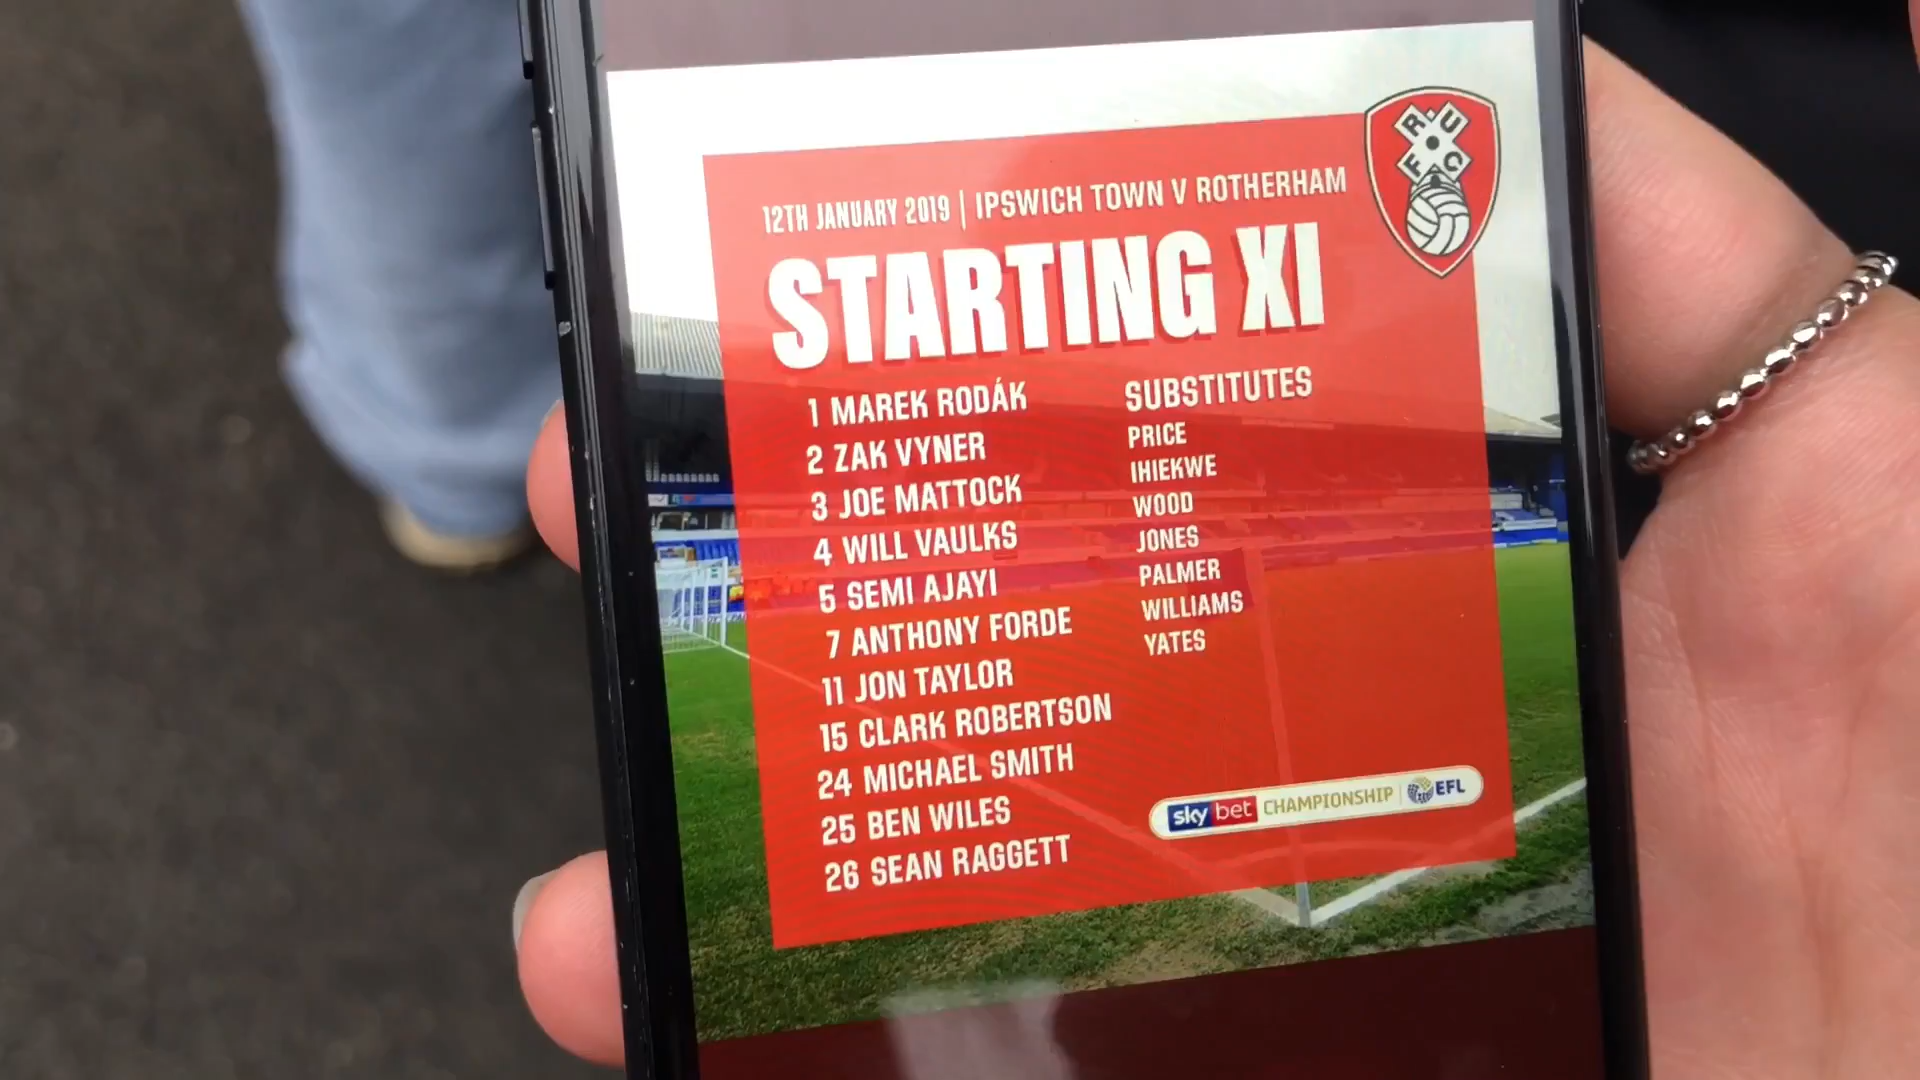 12TH JANUARY 2019 | IPSWICH TOWN V ROTHERHAM
STARTING XI
1 MAREK RODÁK
2 ZAK VYNER
3 JOE MATTOCK
4 WILL VAULKS
5 SEMI AJAYI
7 ANTHONY FORDE
11 JON TAYLOR
15 CLARK ROBERTSON
24 MICHAEL SMITH
25 BEN WILES
26 SEAN RAGGETT
SUBSTITUTES
PRICE
IHIEKWE
WOOD
JONES
PALMER
WILLIAMS
YATES
R U
F C
sky bet CHAMPIONSHIP | EFL